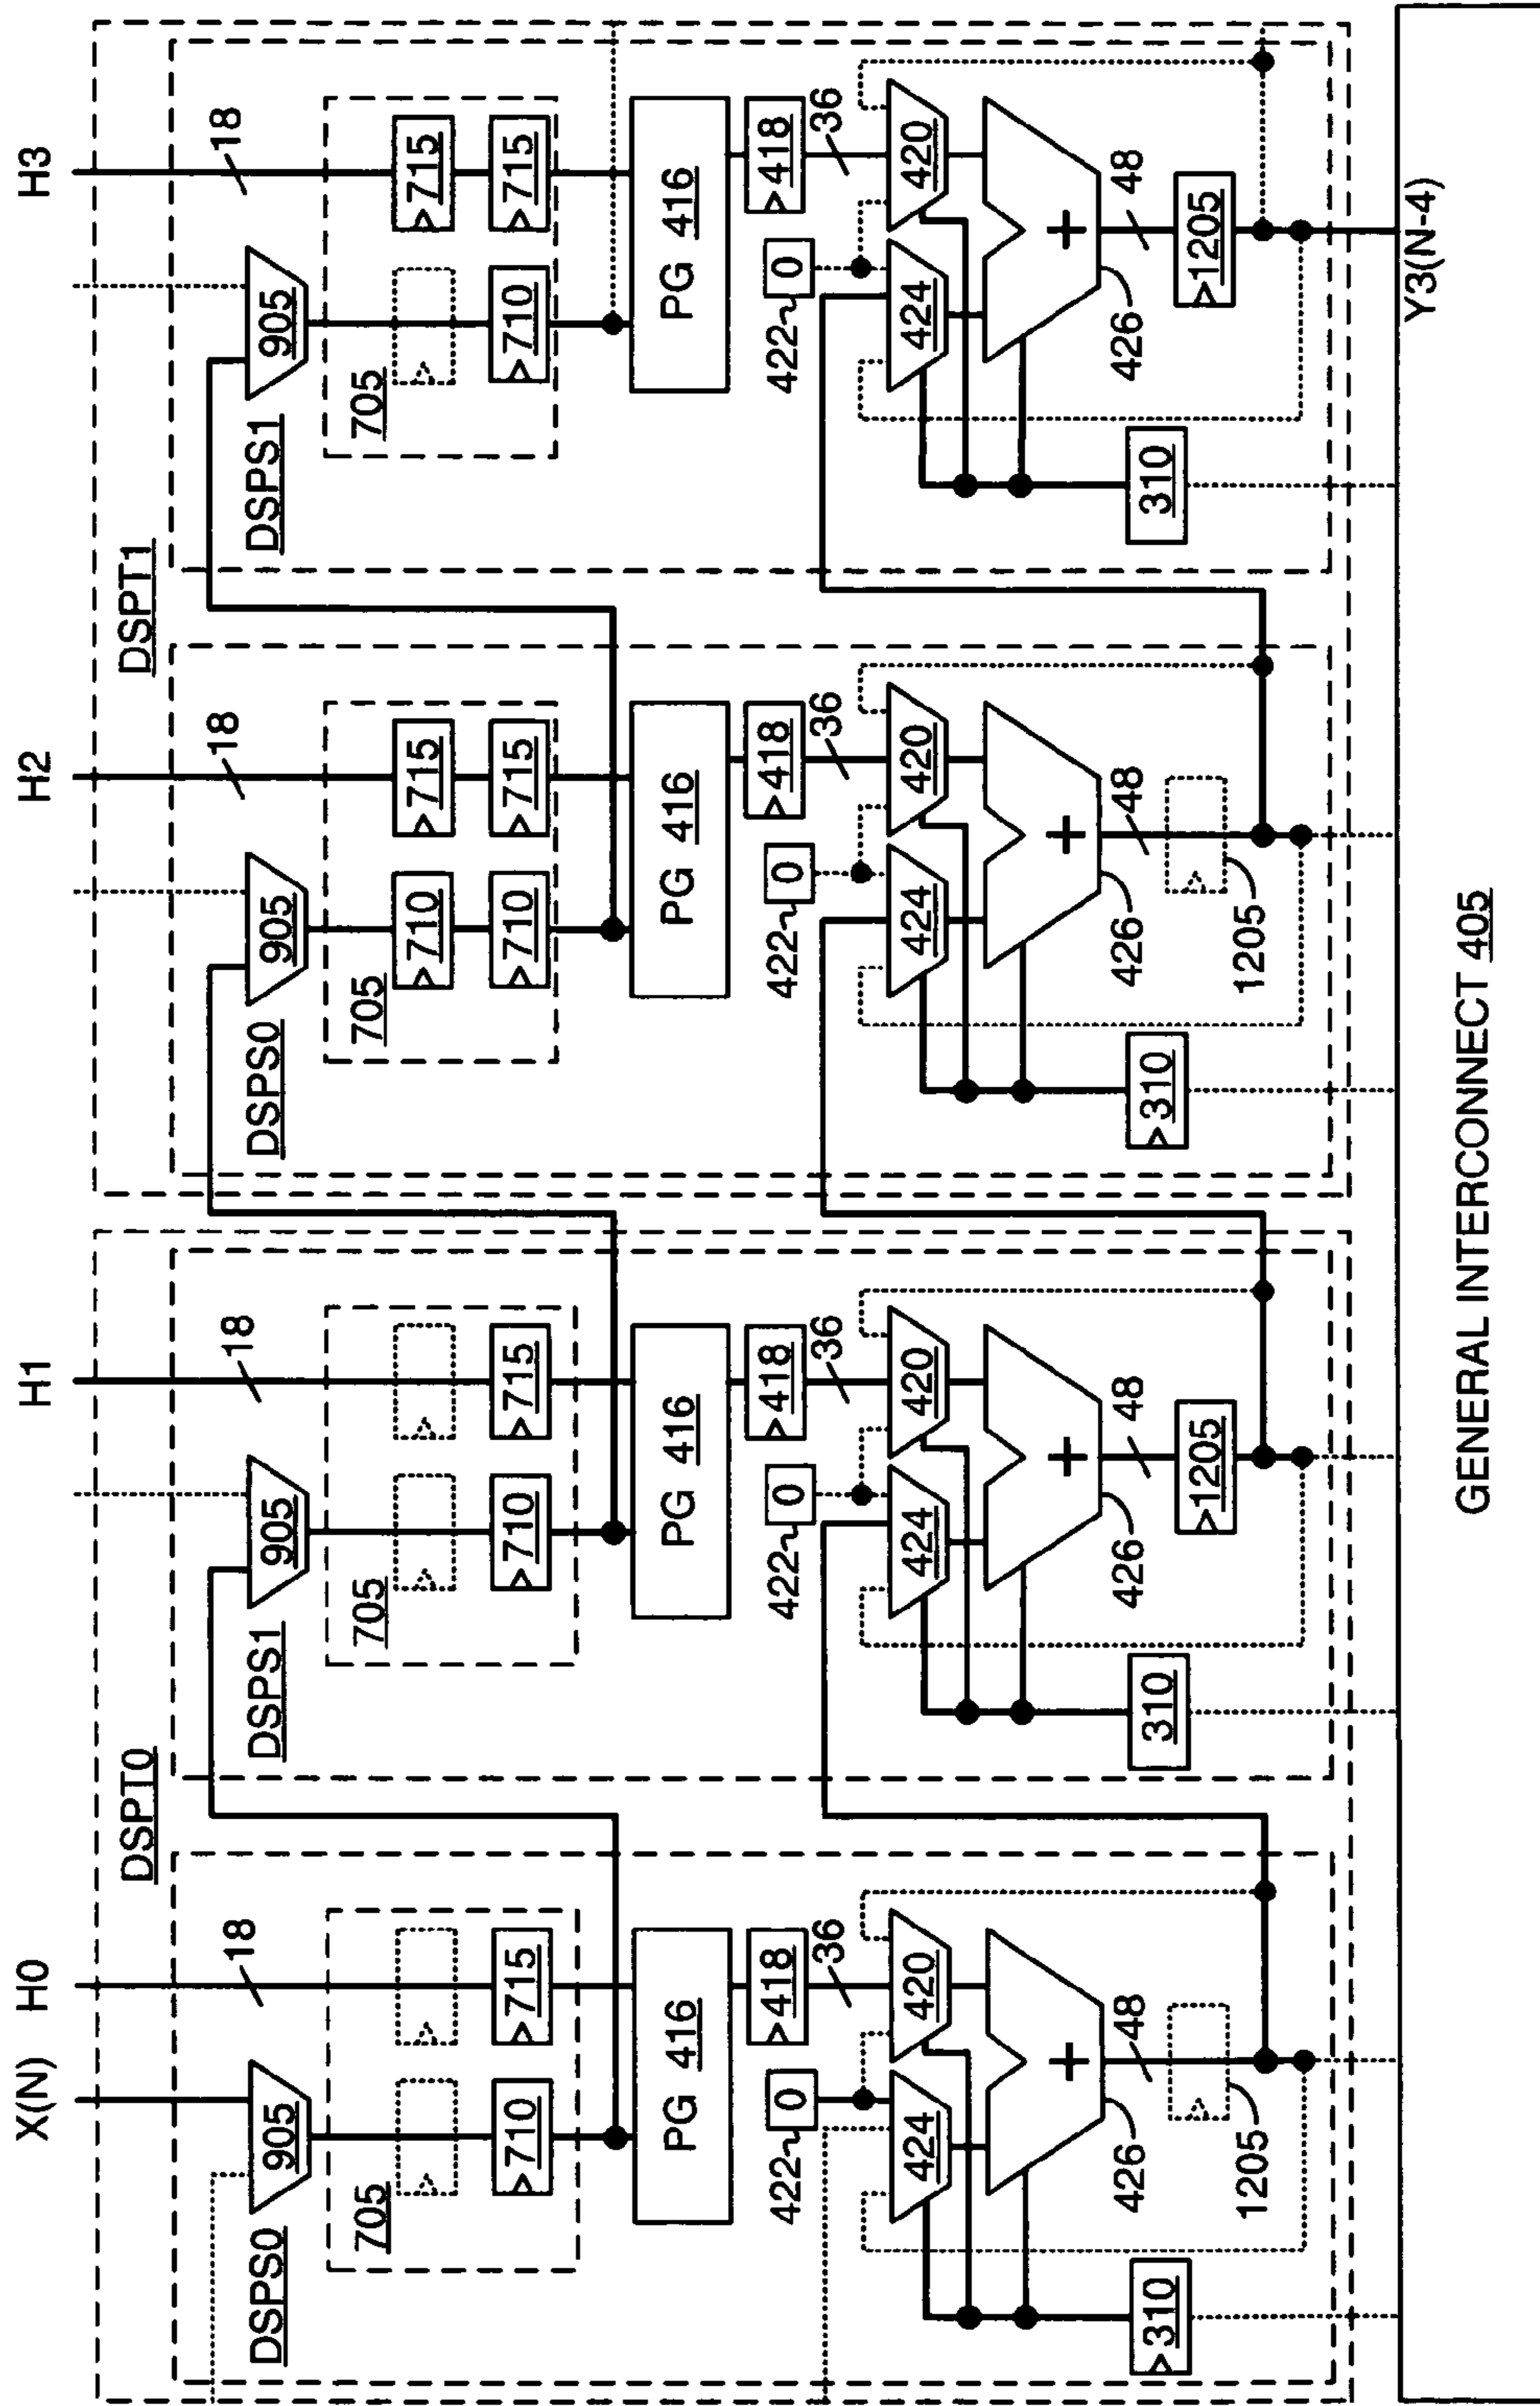 X(N) H0 H1 H2 H3
DSPT0 DSPT1
18 18 18 18
905 905 905 905
DSPS0 DSPS1 DSPS0 DSPS1
715 715
710 715
705 705 705 705
710 715 710 715 710 715 710 715
PG 416 PG 416 PG 416 PG 416
418 418 418 418
422 0 36 422 0 36 422 0 36 422 0 36
424 420 424 420 424 420 424 420
+ + + +
426 48 426 48 426 48 426 48
1205 1205 1205 1205
310 310 310 310
Y3(N-4)
GENERAL INTERCONNECT 405